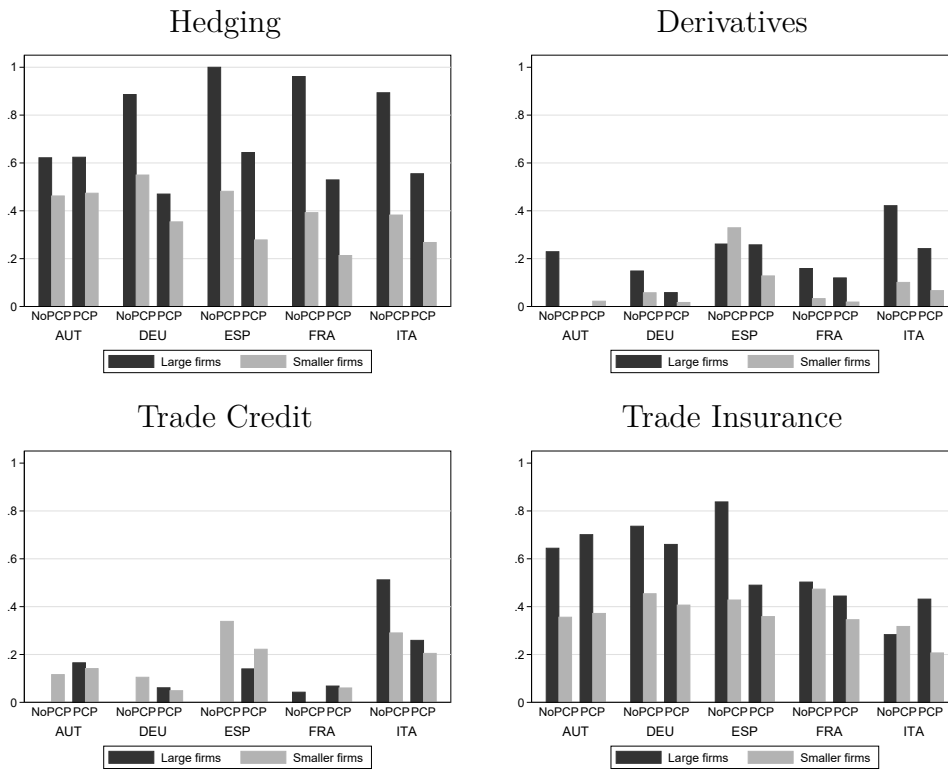 Hedging
1
.8
.6
.4
.2
0
NoPCP PCP NoPCP PCP NoPCP PCP NoPCP PCP NoPCP PCP
AUT DEU ESP FRA ITA
Large firms Smaller firms
Derivatives
1
.8
.6
.4
.2
0
NoPCP PCP NoPCP PCP NoPCP PCP NoPCP PCP NoPCP PCP
AUT DEU ESP FRA ITA
Large firms Smaller firms
Trade Credit
1
.8
.6
.4
.2
0
NoPCP PCP NoPCP PCP NoPCP PCP NoPCP PCP NoPCP PCP
AUT DEU ESP FRA ITA
Large firms Smaller firms
Trade Insurance
1
.8
.6
.4
.2
0
NoPCP PCP NoPCP PCP NoPCP PCP NoPCP PCP NoPCP PCP
AUT DEU ESP FRA ITA
Large firms Smaller firms